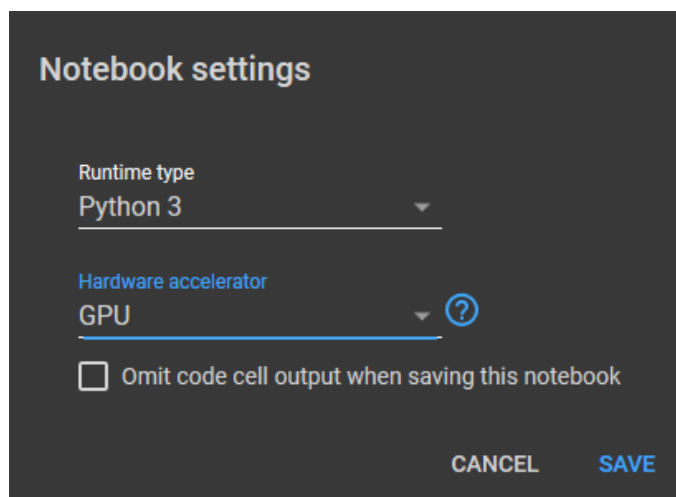 Notebook settings
Runtime type
Python 3
Hardware accelerator
GPU
?
Omit code cell output when saving this notebook
CANCEL SAVE